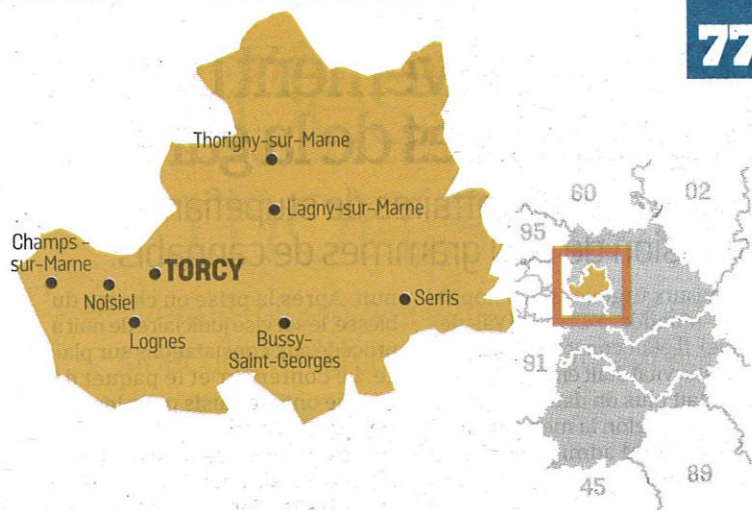 77
Thorigny-sur-Marne
Lagny-sur-Marne
Champs-
sur-Marne
TORCY
Noisiel
Serris
Lognes
Bussy-
Saint-Georges
60
02
95
91
89
45